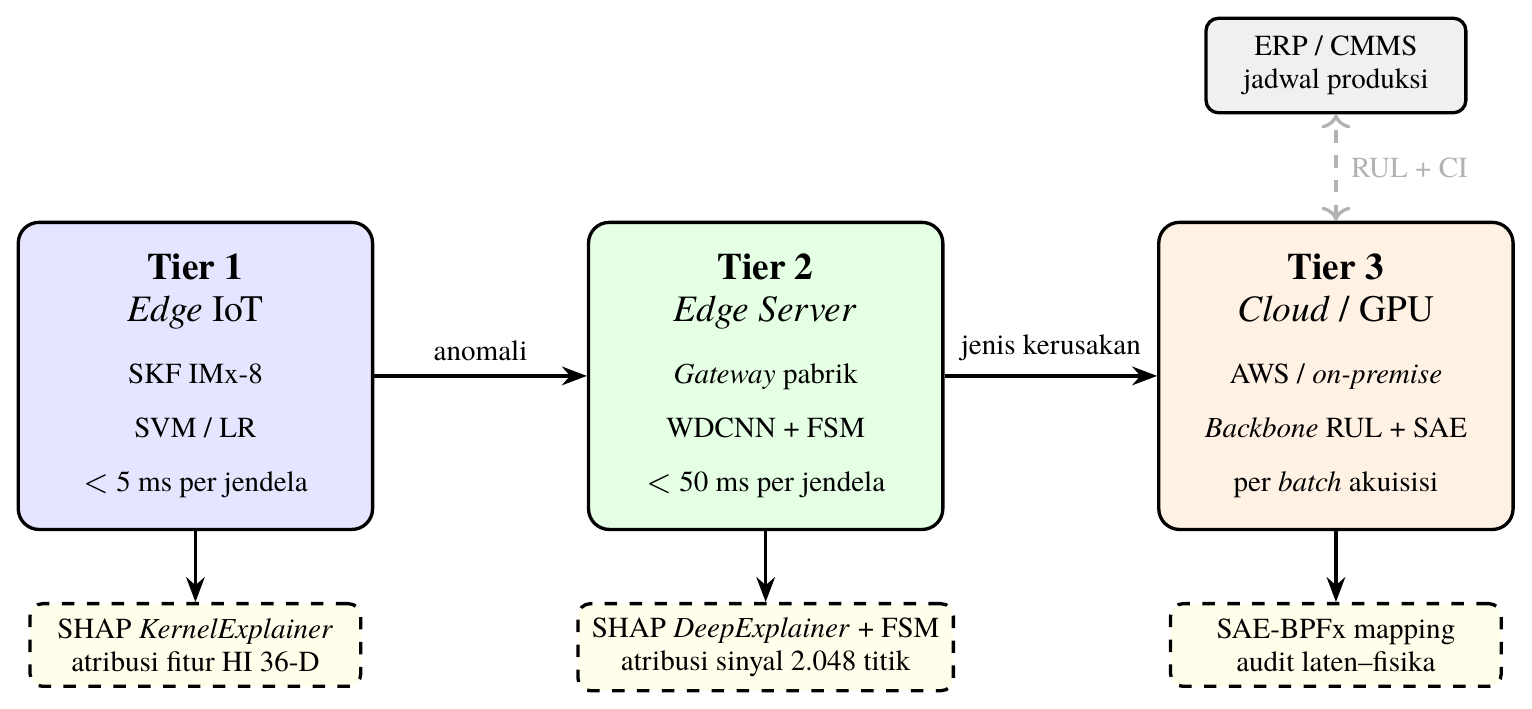 ERP / CMMS
jadwal produksi
RUL + CI
Tier 1
Edge IoT
SKF IMx-8
SVM / LR
< 5 ms per jendela
anomali
Tier 2
Edge Server
Gateway pabrik
WDCNN + FSM
< 50 ms per jendela
jenis kerusakan
Tier 3
Cloud / GPU
AWS / on-premise
Backbone RUL + SAE
per batch akuisisi
SHAP KernelExplainer
atribusi fitur HI 36-D
SHAP DeepExplainer + FSM
atribusi sinyal 2.048 titik
SAE-BPFx mapping
audit laten–fisika